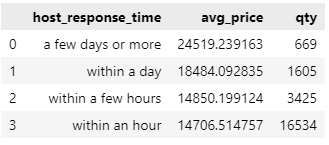 host_response_time avg_price qty
0 a few days or more 24519.239163 669
1 within a day 18484.092835 1605
2 within a few hours 14850.199124 3425
3 within an hour 14706.514757 16534